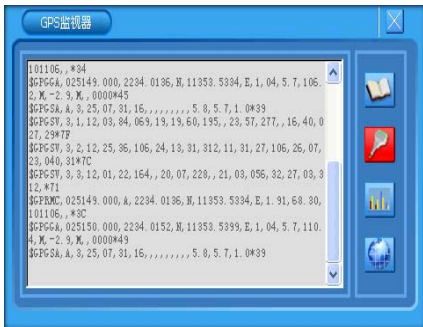 GPS监视器
101106,,*34
$GPGGA,025149.000,2234.0136,N,11353.5334,E,1,04,5.7,106.
2,M,-2.9,M,,0000*45
$GPGSA,A,3,25,07,31,16,,,,,,,,,5.8,5.7,1.0*39
$GPGSV,3,1,12,03,84,069,19,19,60,195,,23,57,277,,16,40,0
27,29*7F
$GPGSV,3,2,12,25,36,106,24,13,31,312,11,31,27,106,26,07,
23,040,31*7C
$GPGSV,3,3,12,01,22,164,,20,07,228,,21,03,056,32,27,03,3
12,*71
$GPRMC,025149.000,A,2234.0136,N,11353.5334,E,1.91,68.30,
101106,,*3C
$GPGGA,025150.000,2234.0152,N,11353.5399,E,1,04,5.7,110.
4,M,-2.9,M,,0000*49
$GPGSA,A,3,25,07,31,16,,,,,,,,,5.8,5.7,1.0*39